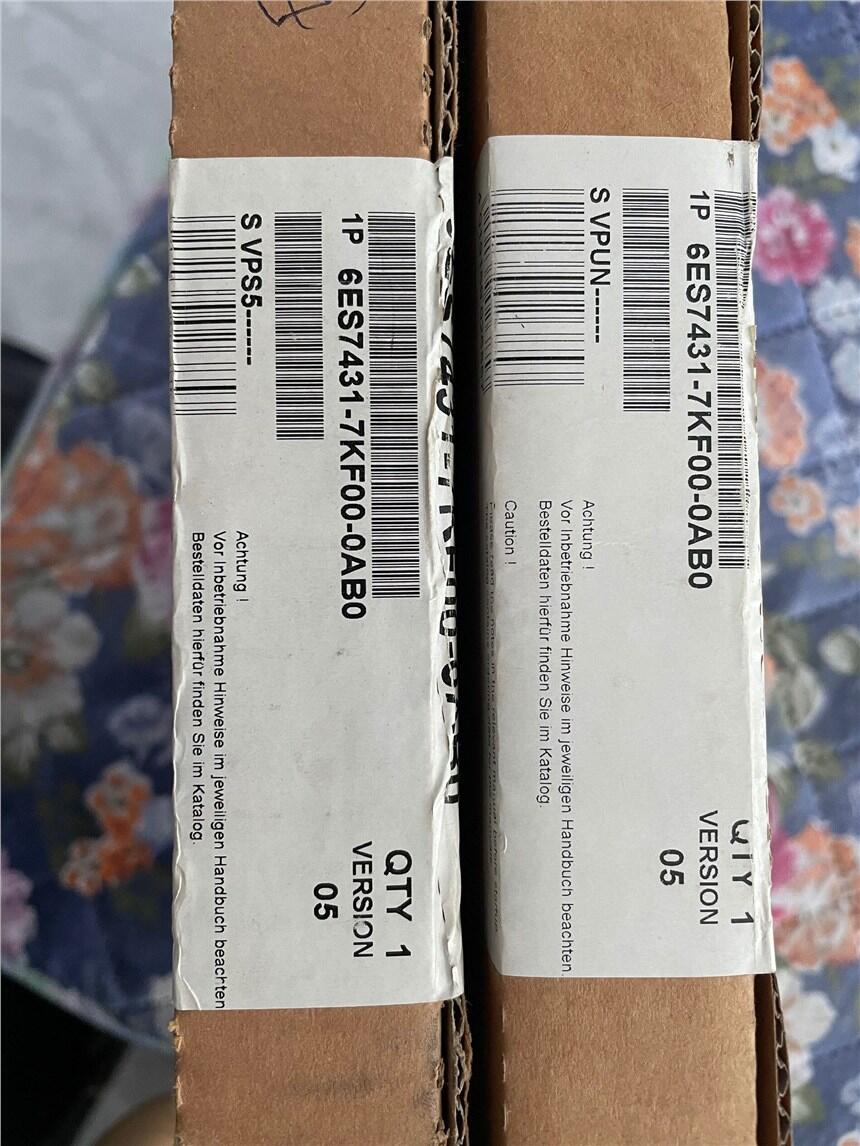 1P 6ES7431-7KF00-0AB0
S VPS5------
QTY 1
VERSION
05
Achtung !
Vor Inbetriebnahme Hinweise im jeweiligen Handbuch beachten
Bestelldaten hierfür finden Sie im Katalog.
1P 6ES7431-7KF00-0AB0
S VPUN------
QTY 1
VERSION
05
Achtung !
Vor Inbetriebnahme Hinweise im jeweiligen Handbuch beachten.
Bestelldaten hierfür finden Sie im Katalog.
Caution !